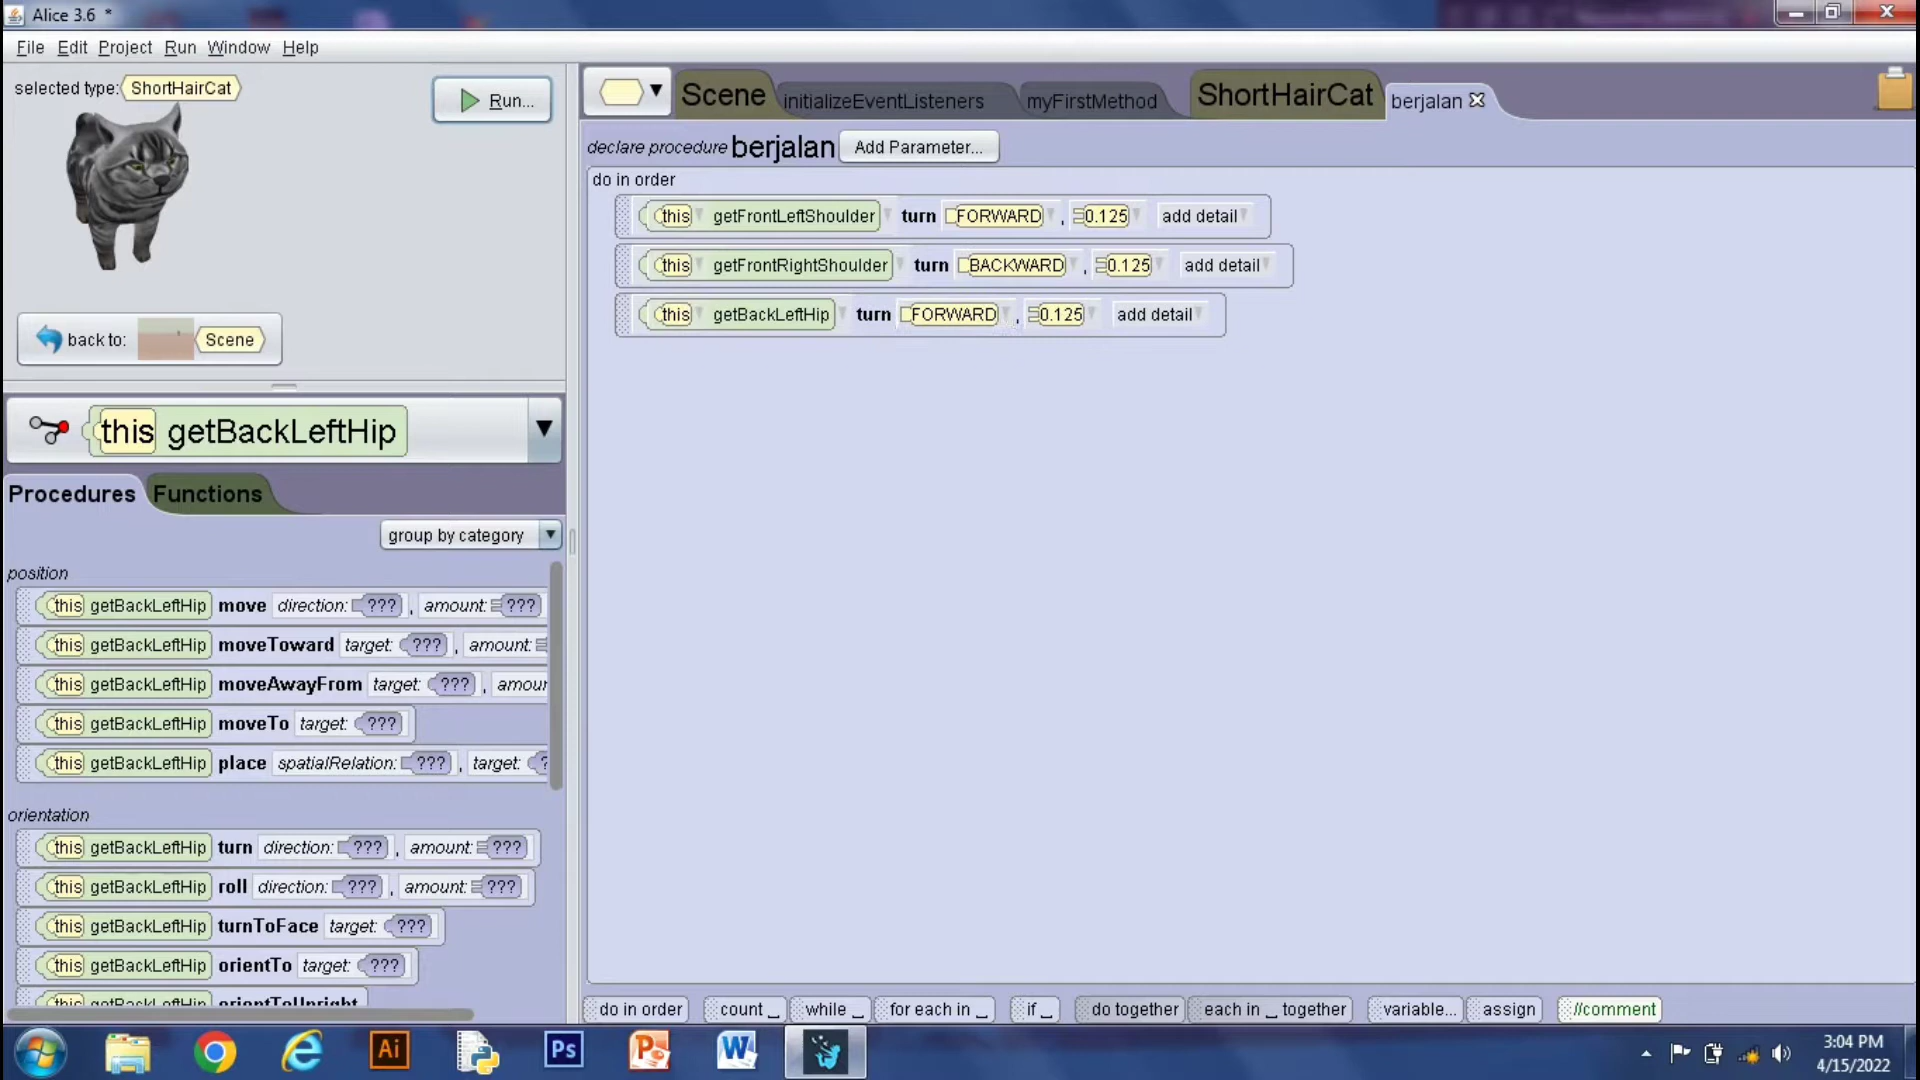 Alice 3.6 *
File Edit Project Run Window Help
selected type: ShortHairCat
Run...
back to: Scene
this getBackLeftHip
Procedures Functions
group by category
position
this getBackLeftHip move direction: ??? , amount: ???
this getBackLeftHip moveToward target: ??? , amount:
this getBackLeftHip moveAwayFrom target: ??? , amour
this getBackLeftHip moveTo target: ???
this getBackLeftHip place spatialRelation: ??? , target: ?
orientation
this getBackLeftHip turn direction: ??? , amount: ???
this getBackLeftHip roll direction: ??? , amount: ???
this getBackLeftHip turnToFace target: ???
this getBackLeftHip orientTo target: ???
this getBackLeftHip orientToUpright
Scene initializeEventListeners myFirstMethod ShortHairCat berjalan
declare procedure berjalan Add Parameter...
do in order
this getFrontLeftShoulder turn FORWARD , 0.125 add detail
this getFrontRightShoulder turn BACKWARD , 0.125 add detail
this getBackLeftHip turn FORWARD , 0.125 add detail
do in order count _ while _ for each in _ if _ do together each in _ together variable... assign //comment
Ai Ps P W
3:04 PM
4/15/2022